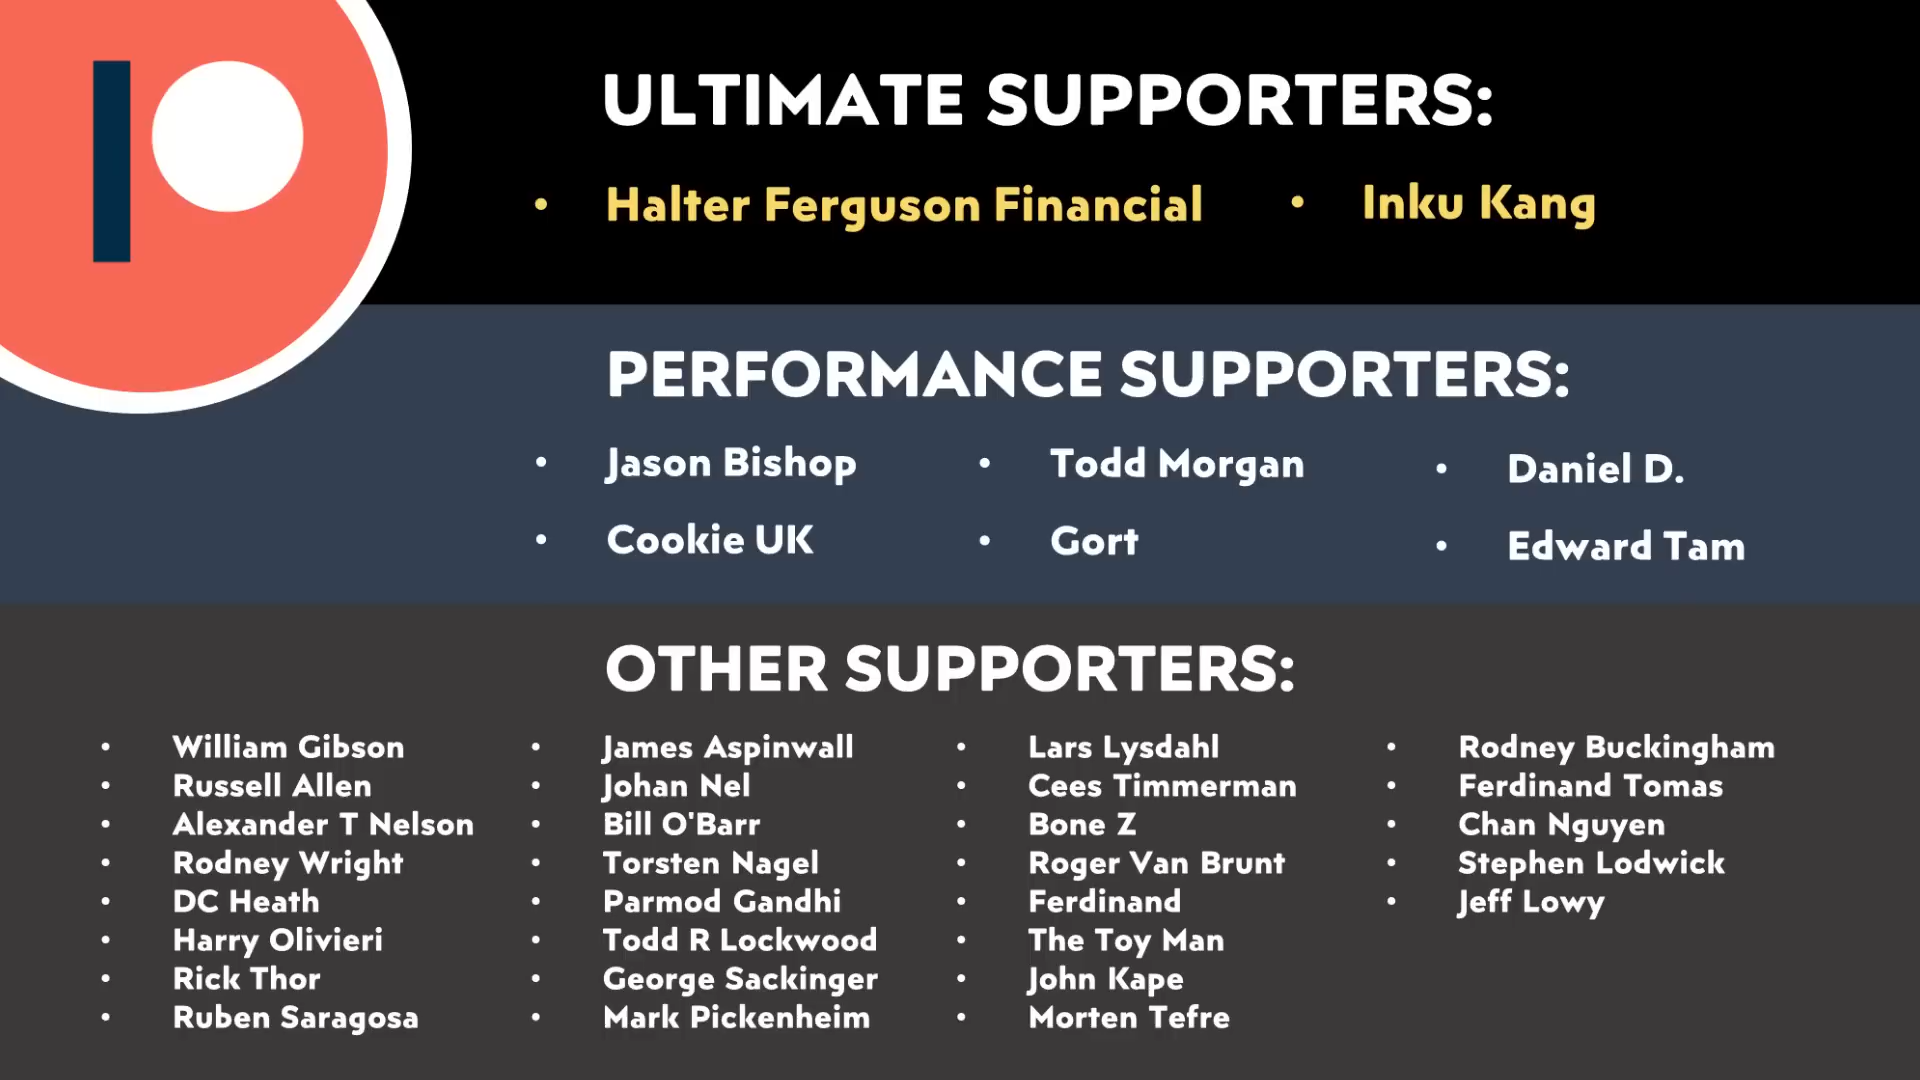 ULTIMATE SUPPORTERS:
• Halter Ferguson Financial • Inku Kang
PERFORMANCE SUPPORTERS:
• Jason Bishop • Todd Morgan • Daniel D.
• Cookie UK • Gort • Edward Tam
OTHER SUPPORTERS:
• William Gibson • James Aspinwall • Lars Lysdahl • Rodney Buckingham
• Russell Allen • Johan Nel • Cees Timmerman • Ferdinand Tomas
• Alexander T Nelson • Bill O'Barr • Bone Z • Chan Nguyen
• Rodney Wright • Torsten Nagel • Roger Van Brunt • Stephen Lodwick
• DC Heath • Parmod Gandhi • Ferdinand • Jeff Lowy
• Harry Olivieri • Todd R Lockwood • The Toy Man
• Rick Thor • George Sackinger • John Kape
• Ruben Saragosa • Mark Pickenheim • Morten Tefre